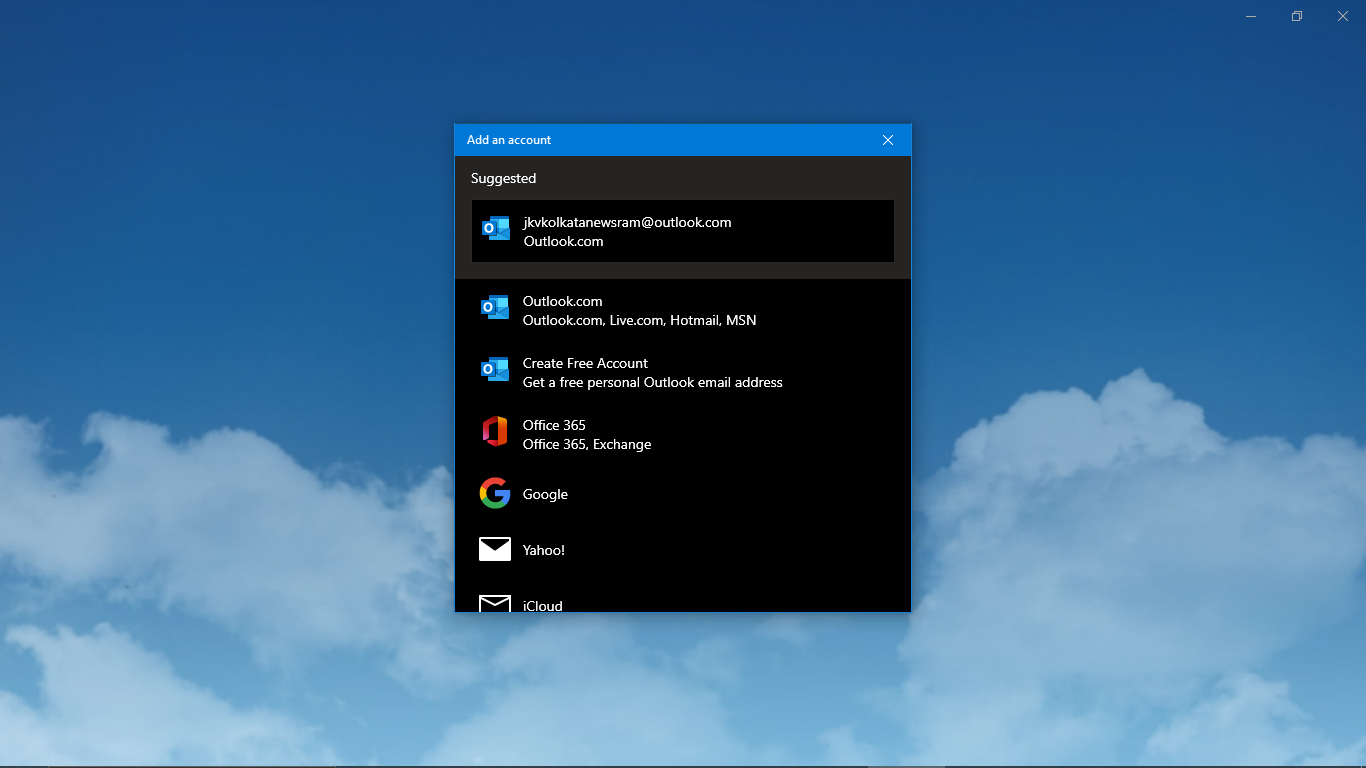 Add an account
Suggested
jkvkolkatanewsram@outlook.com
Outlook.com
Outlook.com
Outlook.com, Live.com, Hotmail, MSN
Create Free Account
Get a free personal Outlook email address
Office 365
Office 365, Exchange
Google
Yahoo!
iCloud